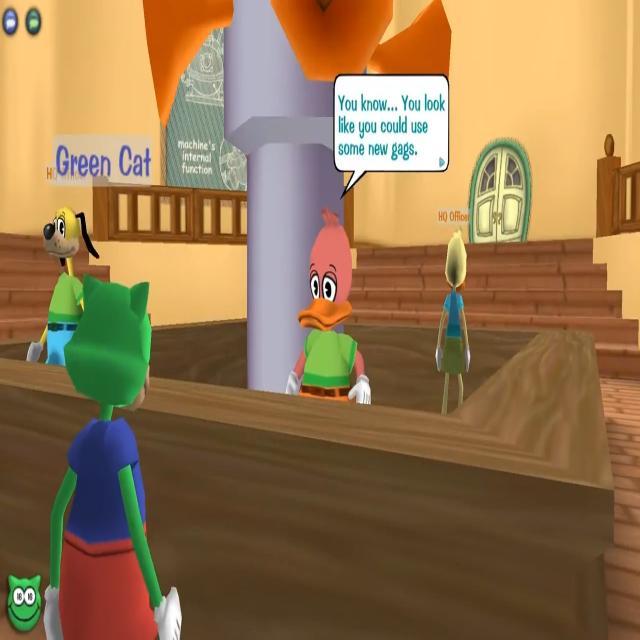 You know... You look
like you could use
some new gags.
machine's
internal
function
Green Cat
HQ Officer